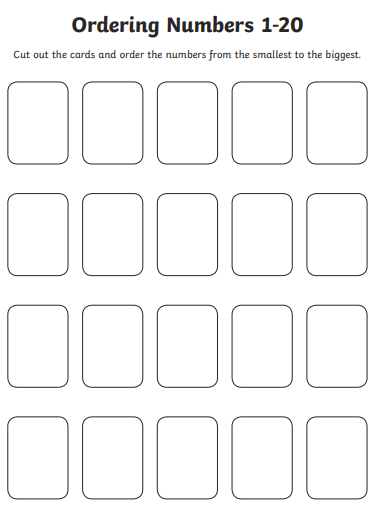 Ordering Numbers 1-20
Cut out the cards and order the numbers from the smallest to the biggest.